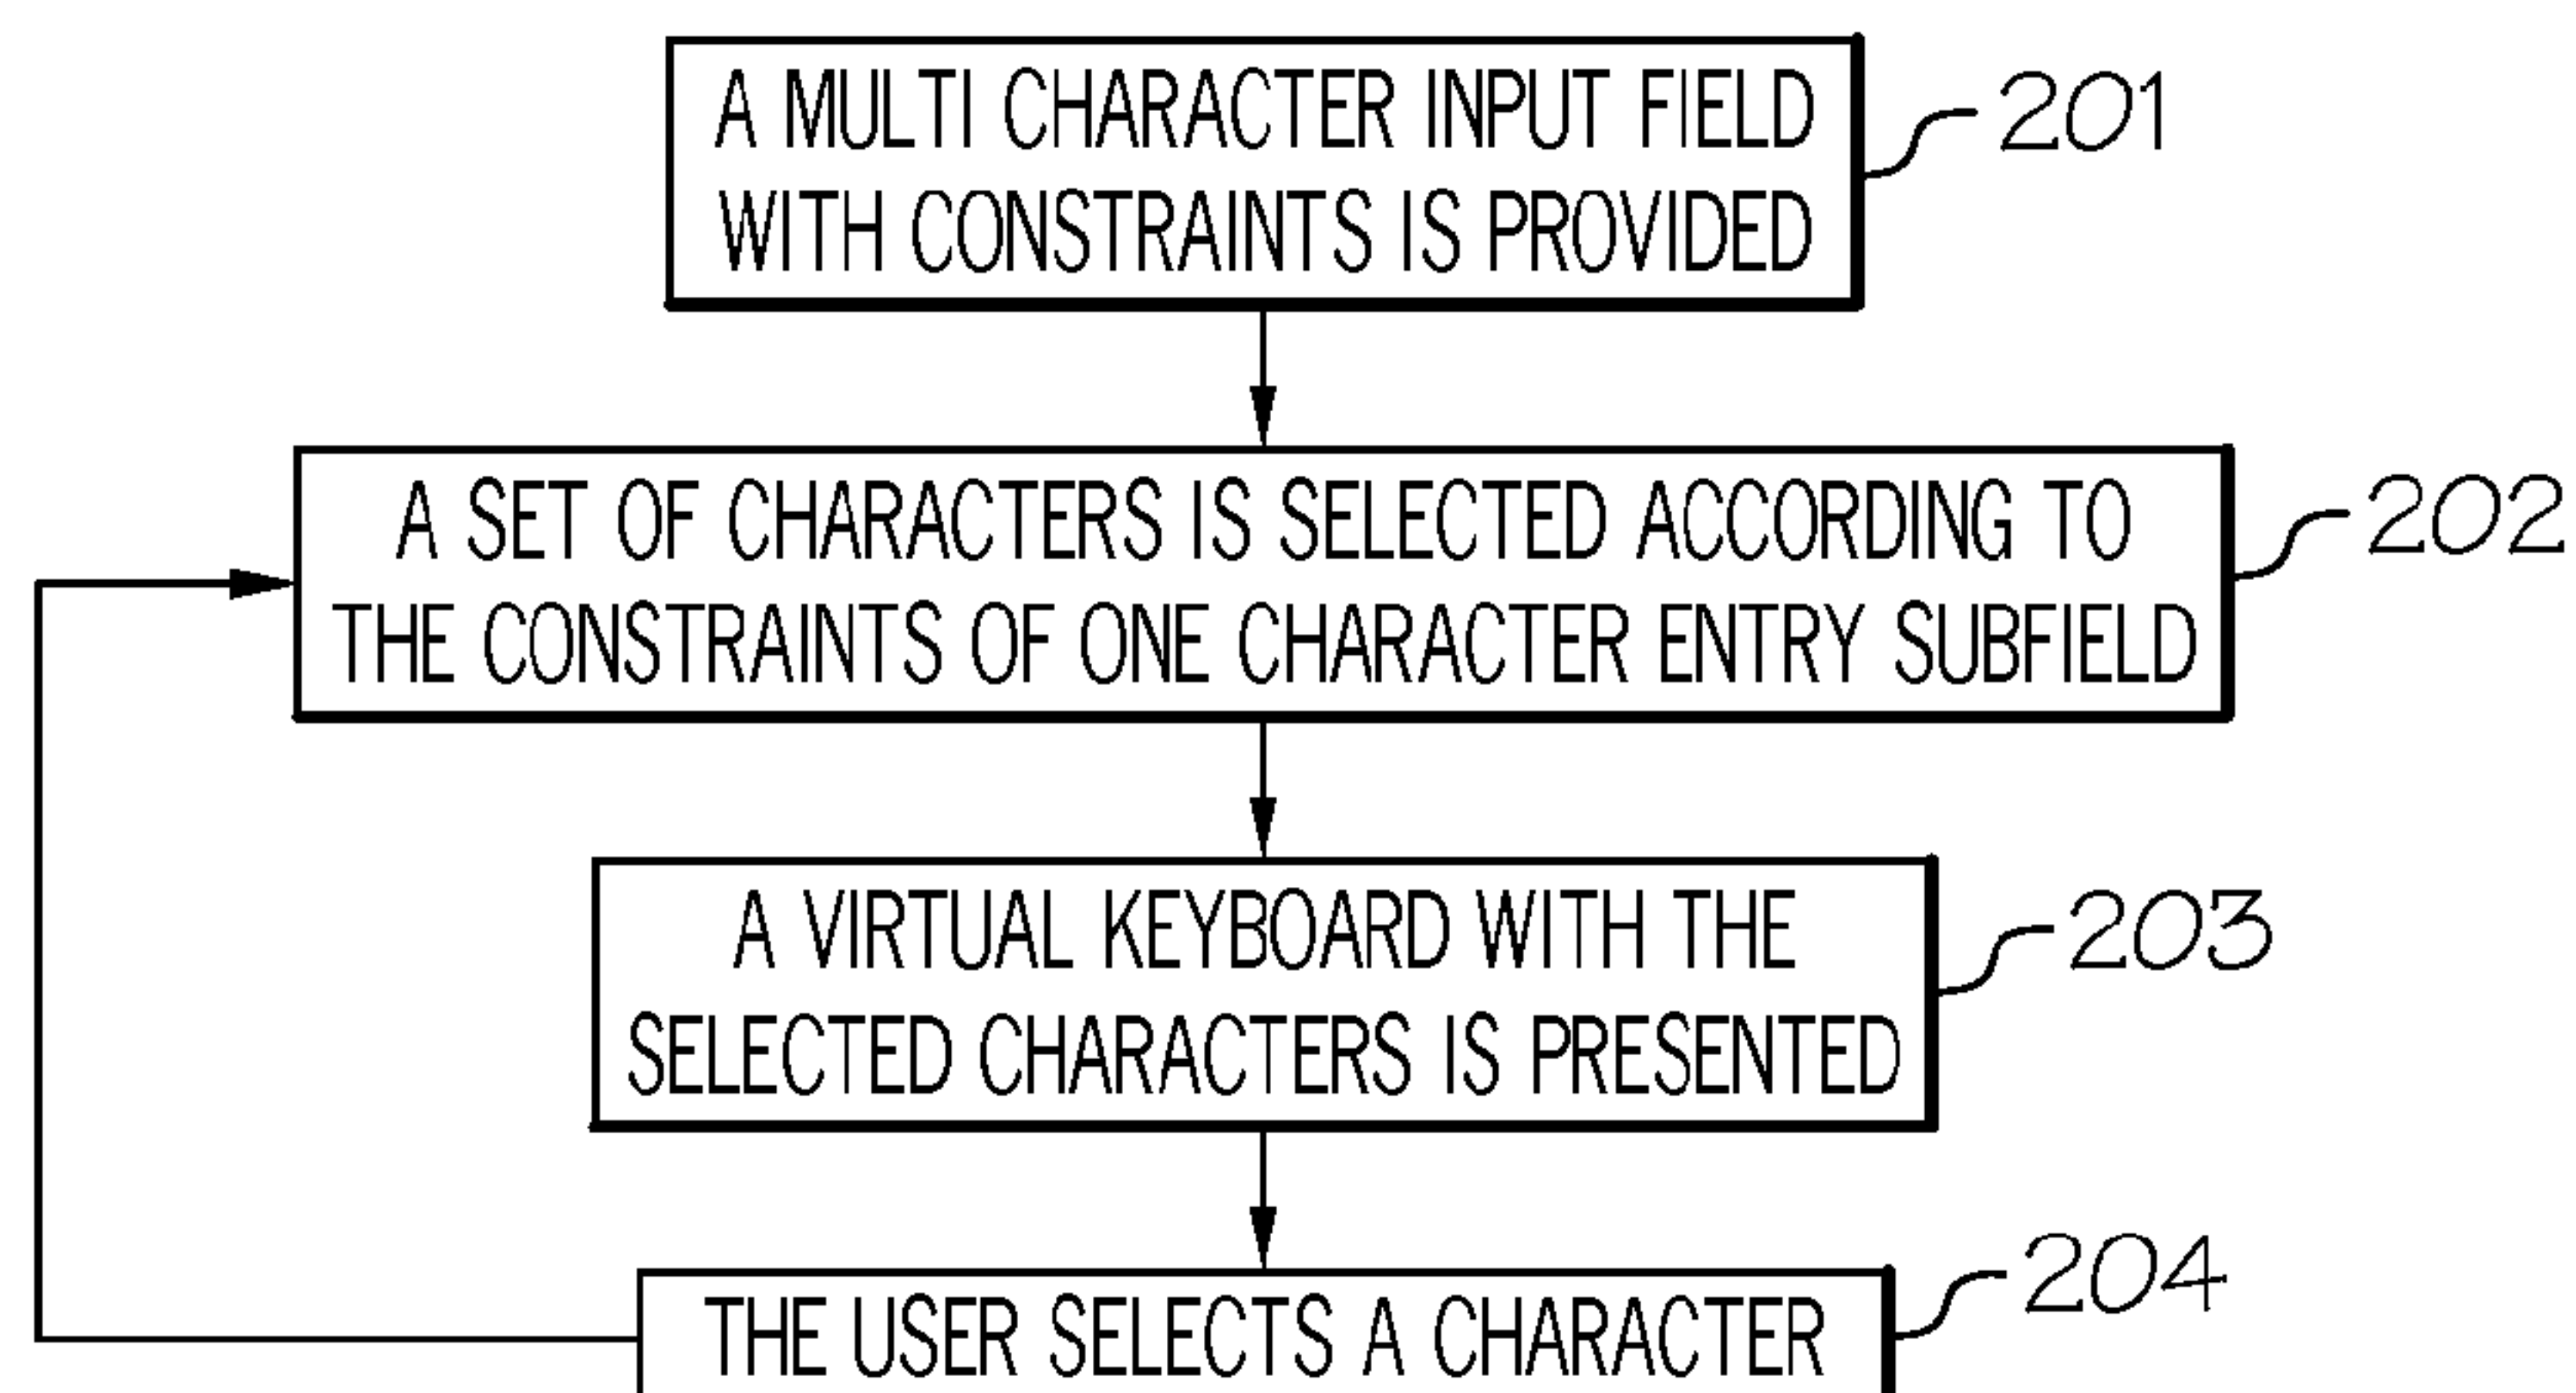 A MULTI CHARACTER INPUT FIELD
WITH CONSTRAINTS IS PROVIDED
201
A SET OF CHARACTERS IS SELECTED ACCORDING TO
THE CONSTRAINTS OF ONE CHARACTER ENTRY SUBFIELD
202
A VIRTUAL KEYBOARD WITH THE
SELECTED CHARACTERS IS PRESENTED
203
THE USER SELECTS A CHARACTER
204